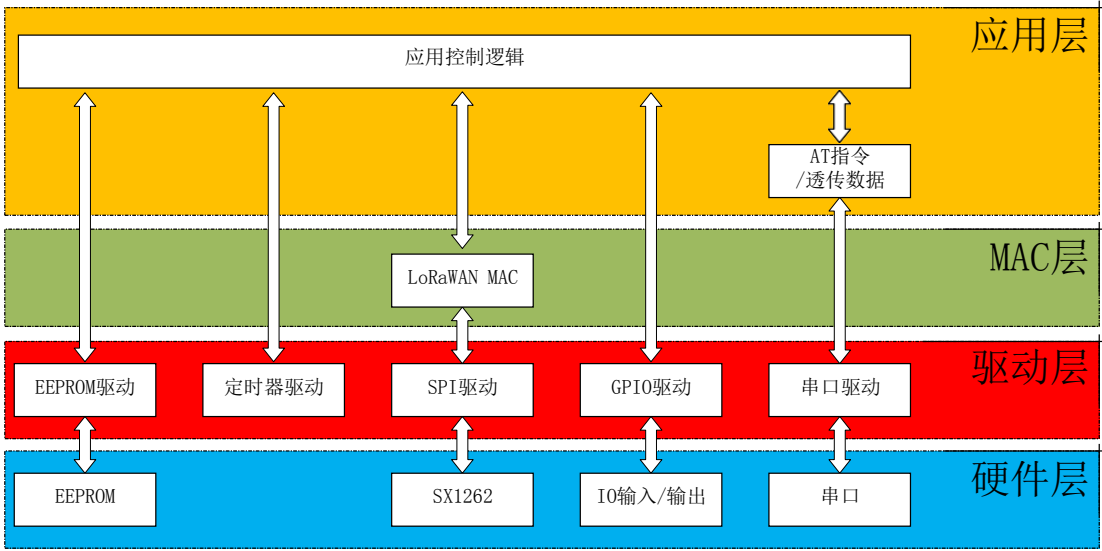 应用层
应用控制逻辑
AT指令
/透传数据
MAC层
LoRaWAN MAC
驱动层
EEPROM驱动
定时器驱动
SPI驱动
GPIO驱动
串口驱动
硬件层
EEPROM
SX1262
IO输入/输出
串口